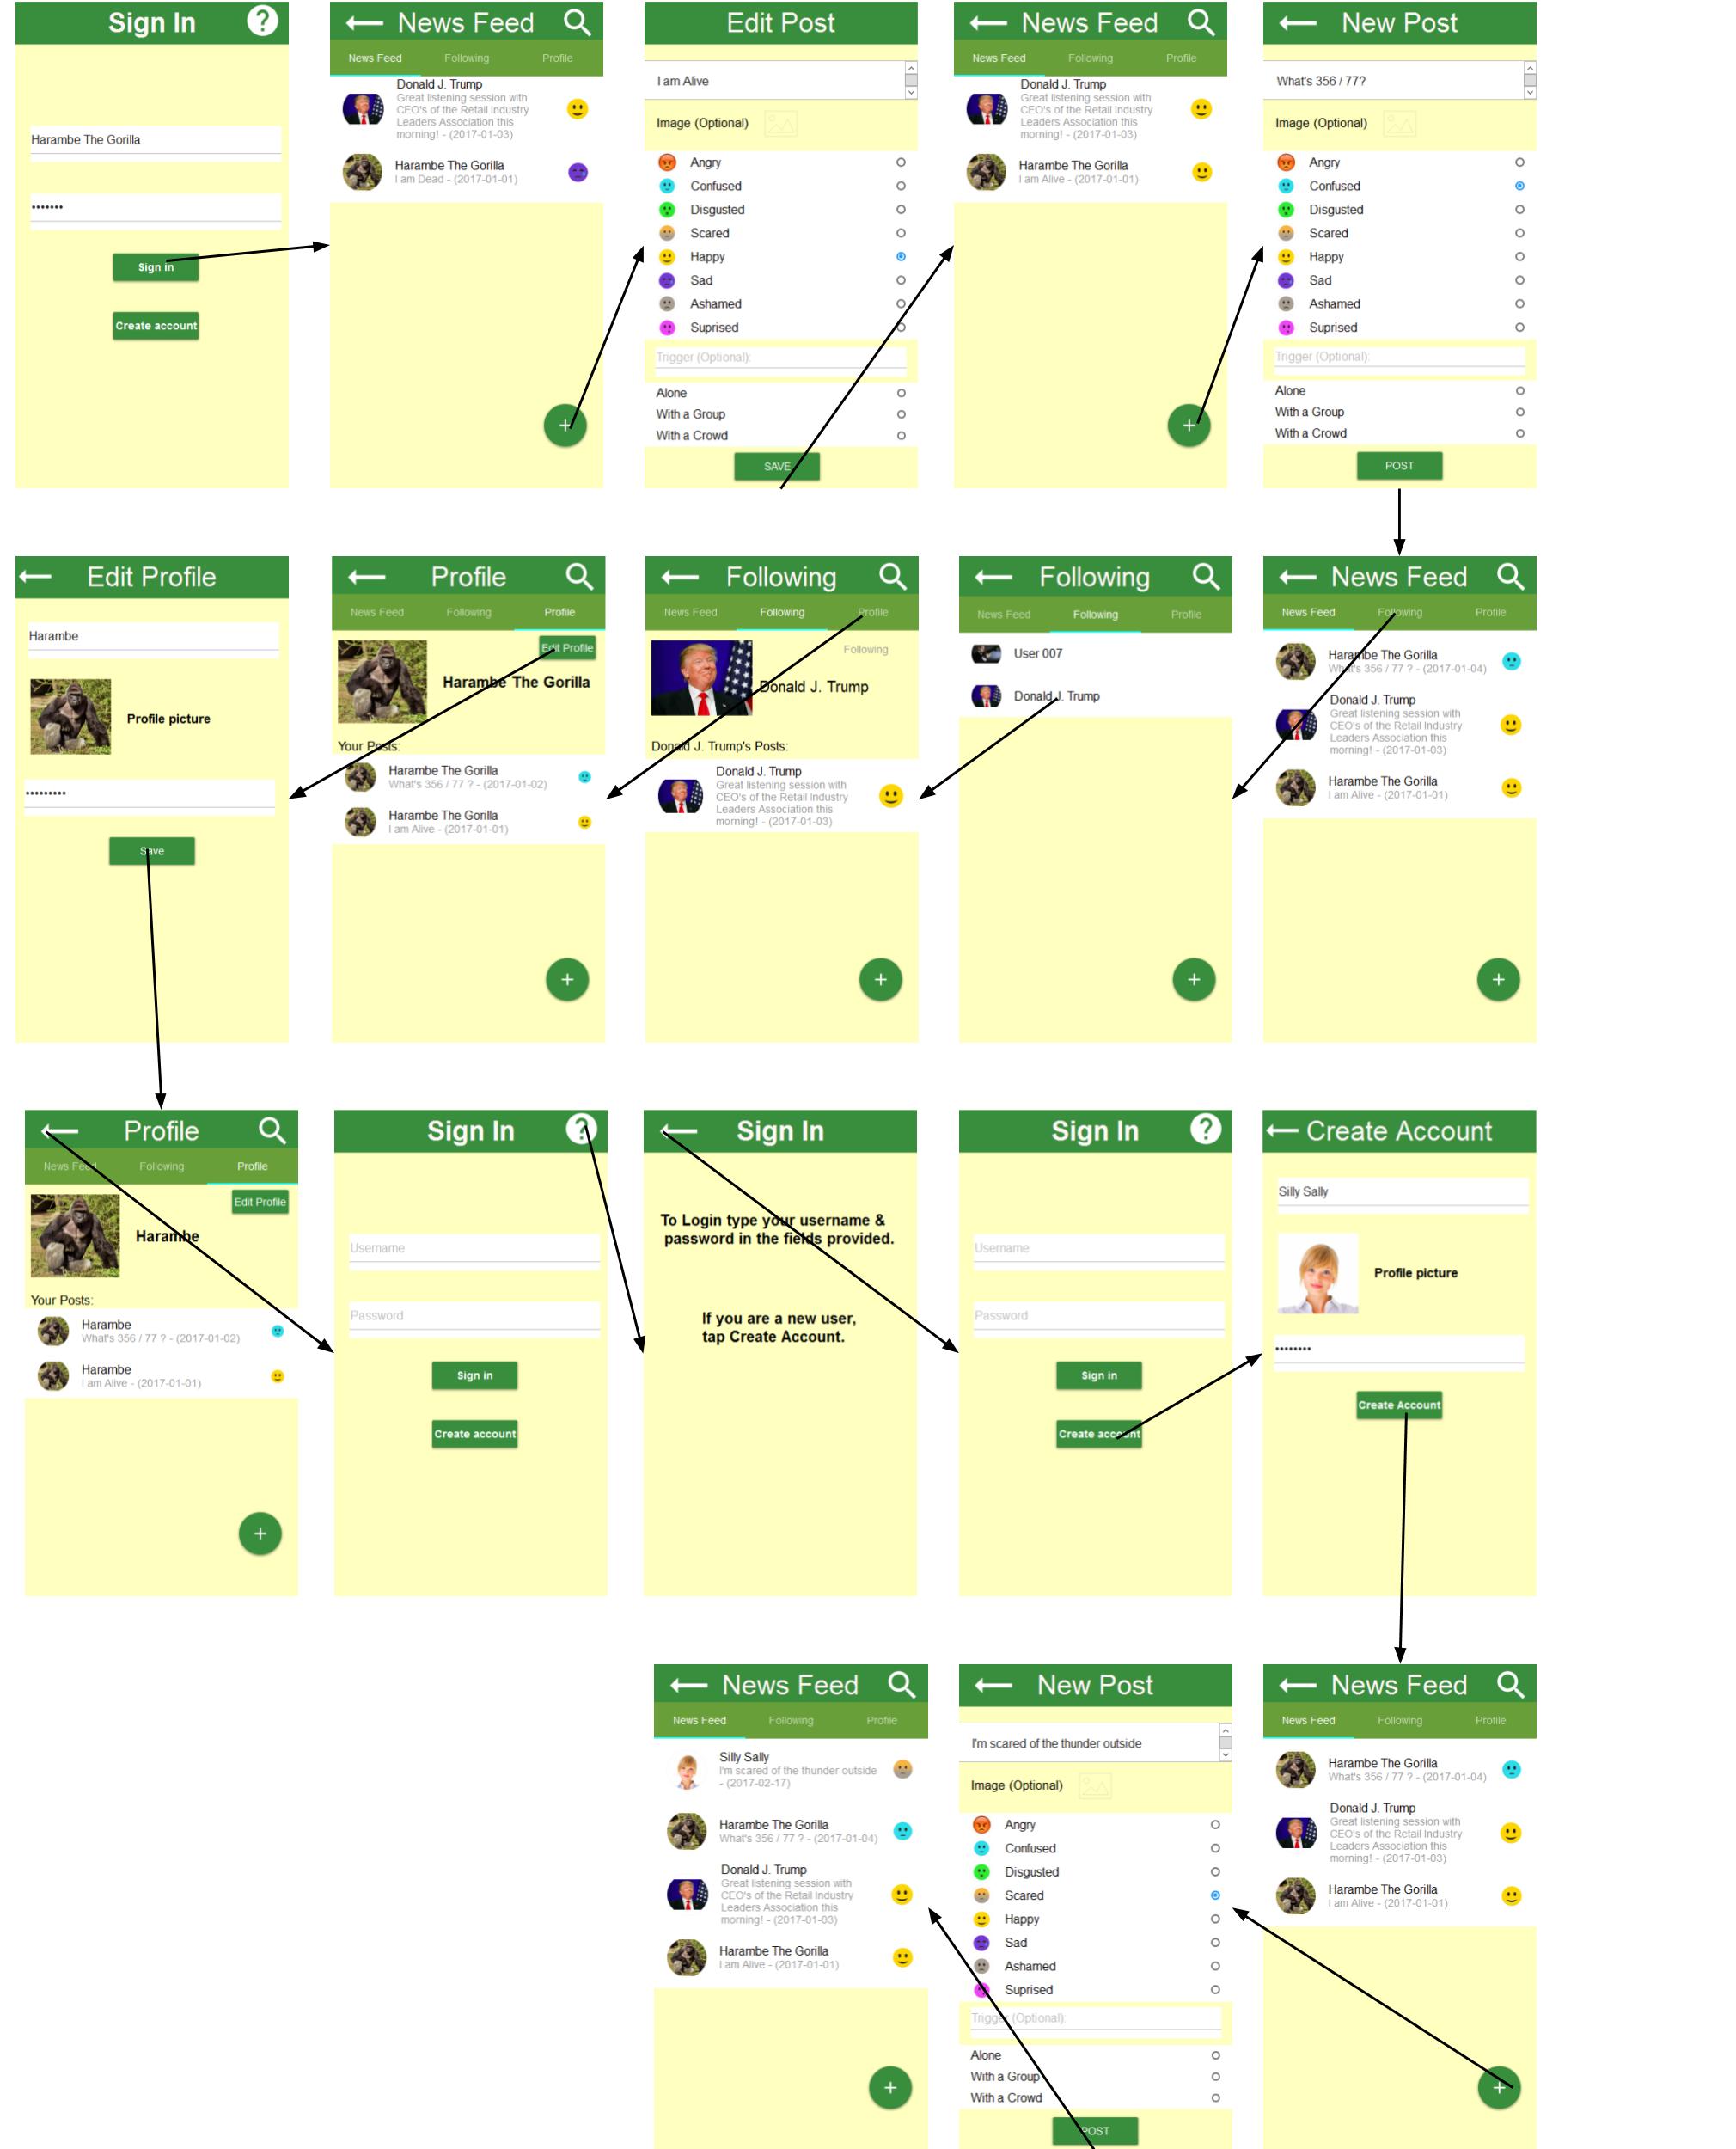 Sign In
?
Harambe The Gorilla
•••••••
Sign in
Create account
News Feed
News Feed Following Profile
Donald J. Trump
Great listening session with
CEO's of the Retail Industry
Leaders Association this
morning! - (2017-01-03)
Harambe The Gorilla
I am Dead - (2017-01-01)
+
Edit Post
I am Alive
Image (Optional)
Angry
Confused
Disgusted
Scared
Happy
Sad
Ashamed
Suprised
Trigger (Optional):
Alone
With a Group
With a Crowd
SAVE
News Feed
News Feed Following Profile
Donald J. Trump
Great listening session with
CEO's of the Retail Industry
Leaders Association this
morning! - (2017-01-03)
Harambe The Gorilla
I am Alive - (2017-01-01)
+
New Post
What's 356 / 77?
Image (Optional)
Angry
Confused
Disgusted
Scared
Happy
Sad
Ashamed
Suprised
Trigger (Optional):
Alone
With a Group
With a Crowd
POST
Edit Profile
Harambe
Profile picture
•••••••••
Save
Profile
News Feed Following Profile
Edit Profile
Harambe The Gorilla
Your Posts:
Harambe The Gorilla
What's 356 / 77 ? - (2017-01-02)
Harambe The Gorilla
I am Alive - (2017-01-01)
+
Following
News Feed Following Profile
Following
Donald J. Trump
Donald J. Trump's Posts:
Donald J. Trump
Great listening session with
CEO's of the Retail Industry
Leaders Association this
morning! - (2017-01-03)
+
Following
News Feed Following Profile
User 007
Donald J. Trump
+
News Feed
News Feed Following Profile
Harambe The Gorilla
What's 356 / 77 ? - (2017-01-04)
Donald J. Trump
Great listening session with
CEO's of the Retail Industry
Leaders Association this
morning! - (2017-01-03)
Harambe The Gorilla
I am Alive - (2017-01-01)
+
Profile
News Feed Following Profile
Edit Profile
Harambe
Your Posts:
Harambe
What's 356 / 77 ? - (2017-01-02)
Harambe
I am Alive - (2017-01-01)
+
Sign In
?
Username
Password
Sign in
Create account
Sign In
To Login type your username &
password in the fields provided.
If you are a new user,
tap Create Account.
Sign In
?
Username
Password
Sign in
Create account
Create Account
Silly Sally
Profile picture
••••••••
Create Account
News Feed
News Feed Following Profile
Silly Sally
I'm scared of the thunder outside
- (2017-02-17)
Harambe The Gorilla
What's 356 / 77 ? - (2017-01-04)
Donald J. Trump
Great listening session with
CEO's of the Retail Industry
Leaders Association this
morning! - (2017-01-03)
Harambe The Gorilla
I am Alive - (2017-01-01)
+
New Post
I'm scared of the thunder outside
Image (Optional)
Angry
Confused
Disgusted
Scared
Happy
Sad
Ashamed
Suprised
Trigger (Optional):
Alone
With a Group
With a Crowd
POST
News Feed
News Feed Following Profile
Harambe The Gorilla
What's 356 / 77 ? - (2017-01-04)
Donald J. Trump
Great listening session with
CEO's of the Retail Industry
Leaders Association this
morning! - (2017-01-03)
Harambe The Gorilla
I am Alive - (2017-01-01)
+